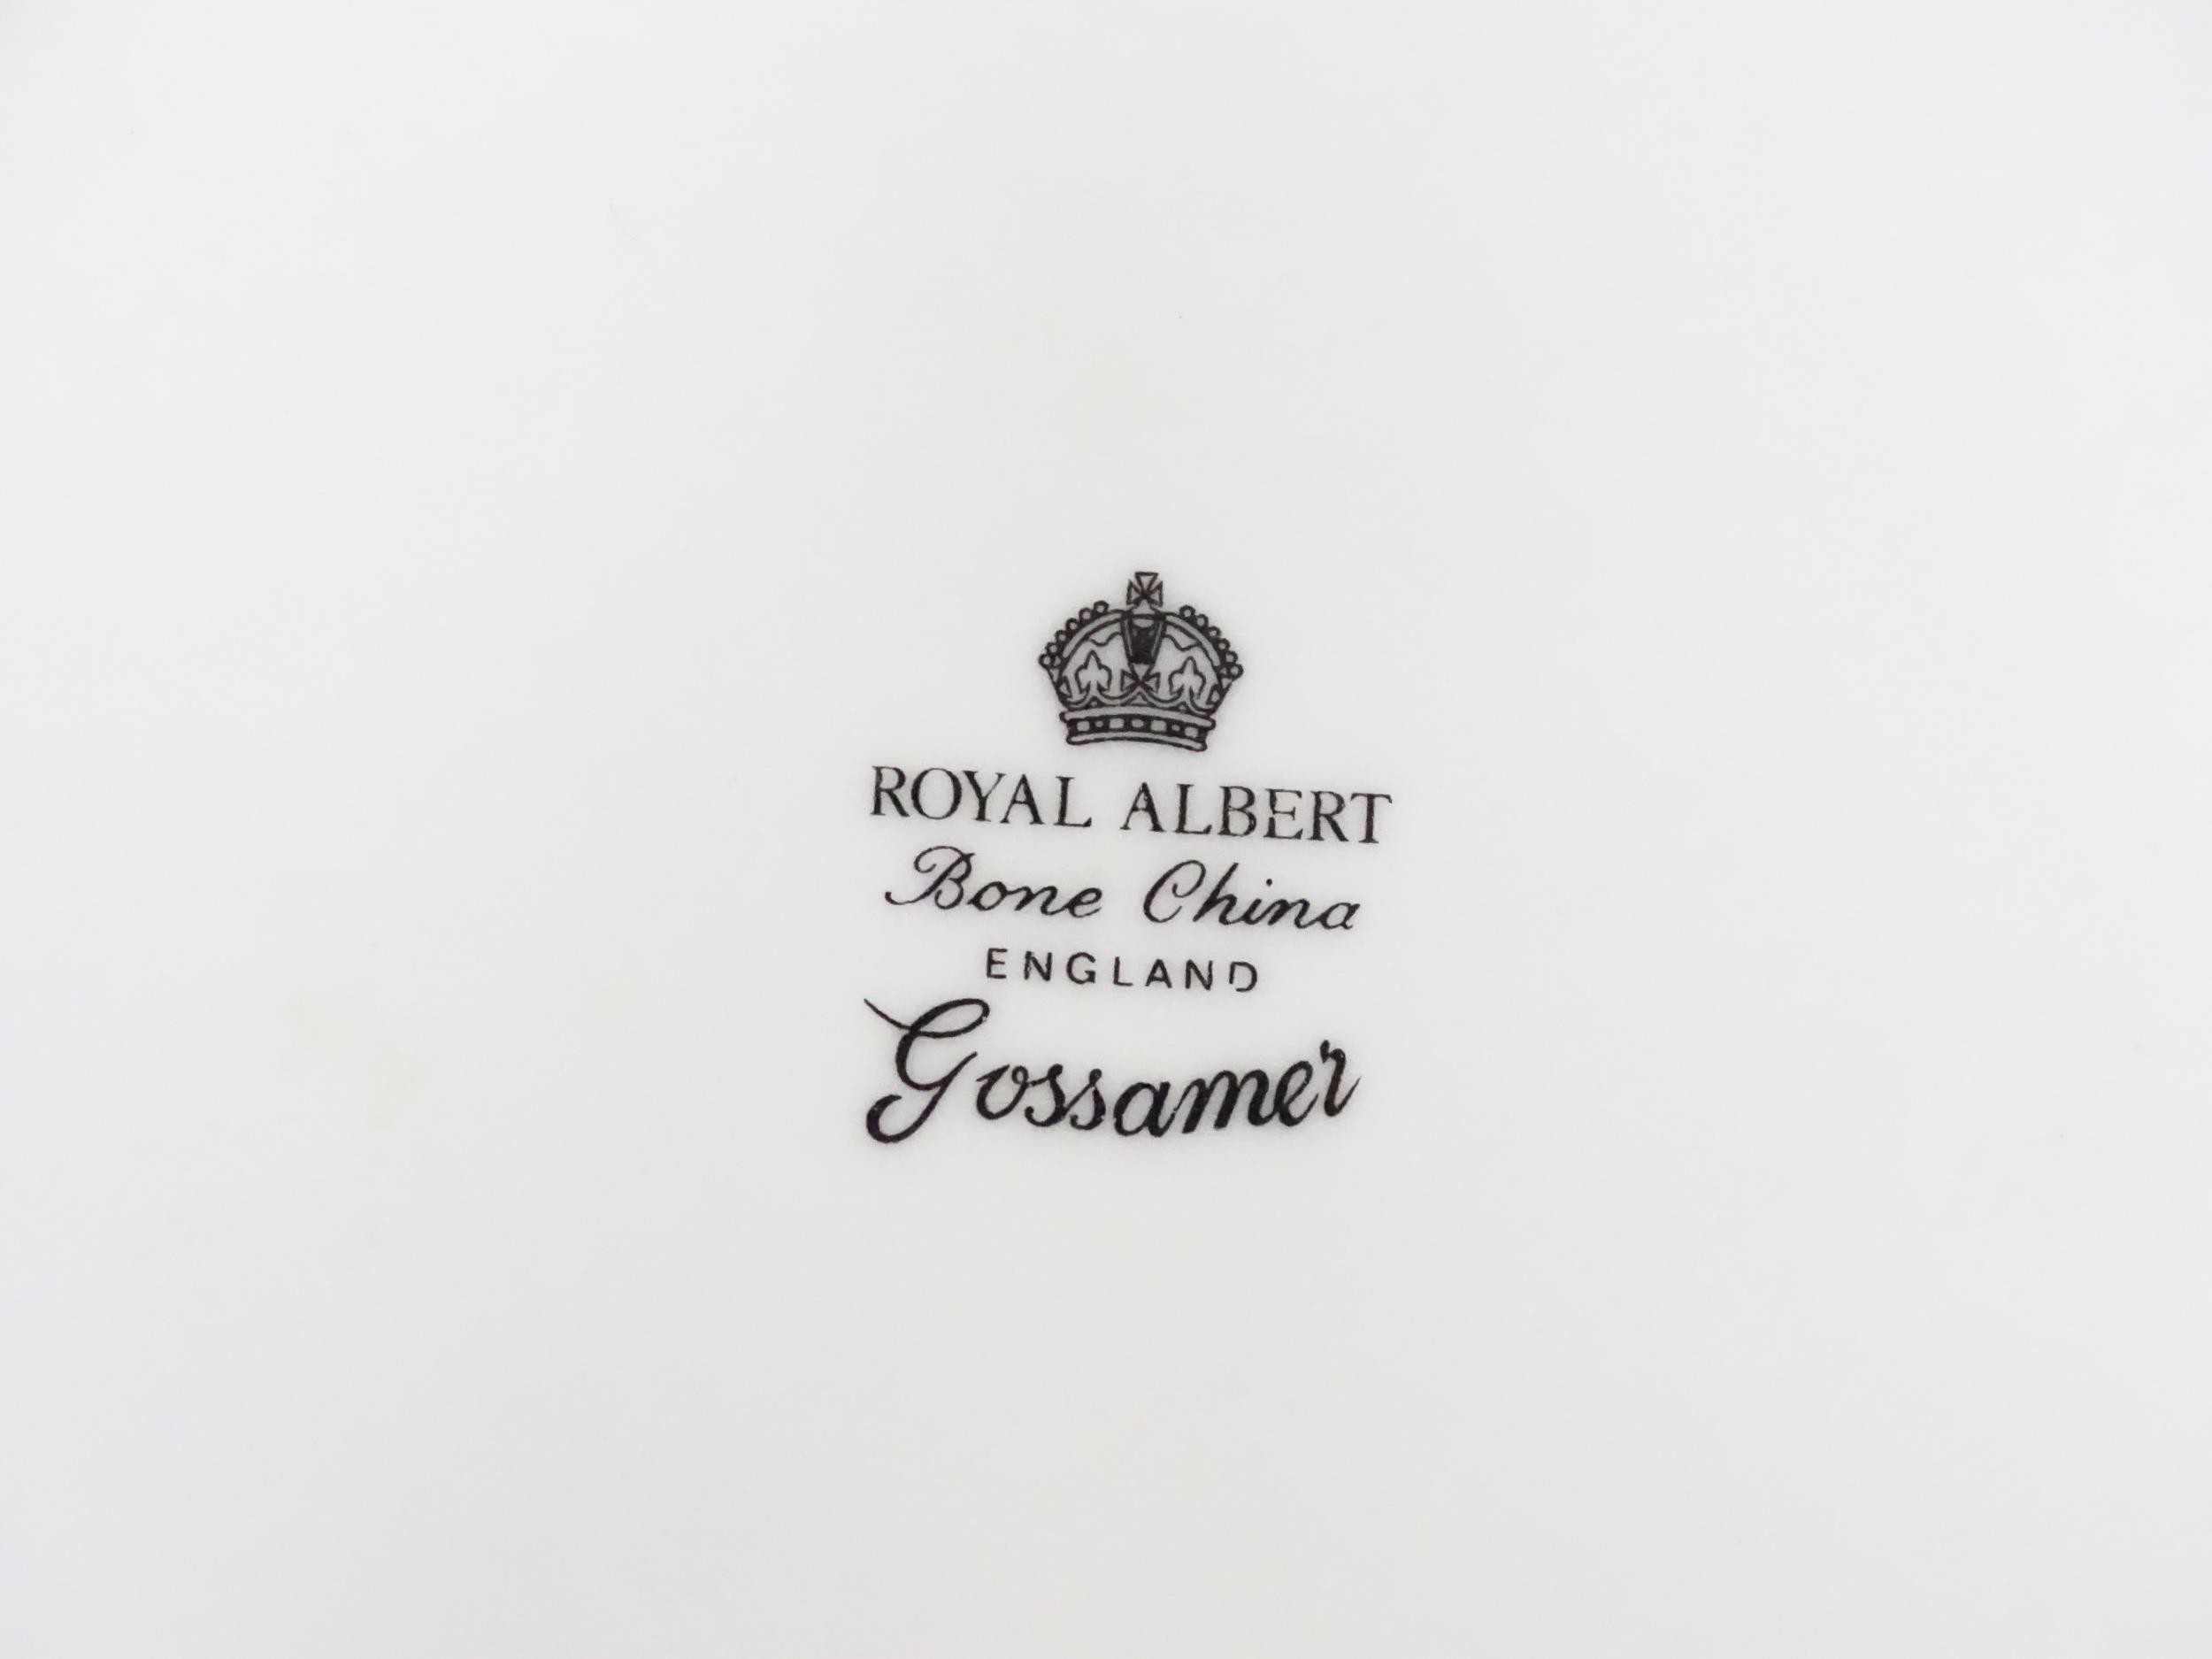 ROYAL ALBERT
Bone China
ENGLAND
Gossamer